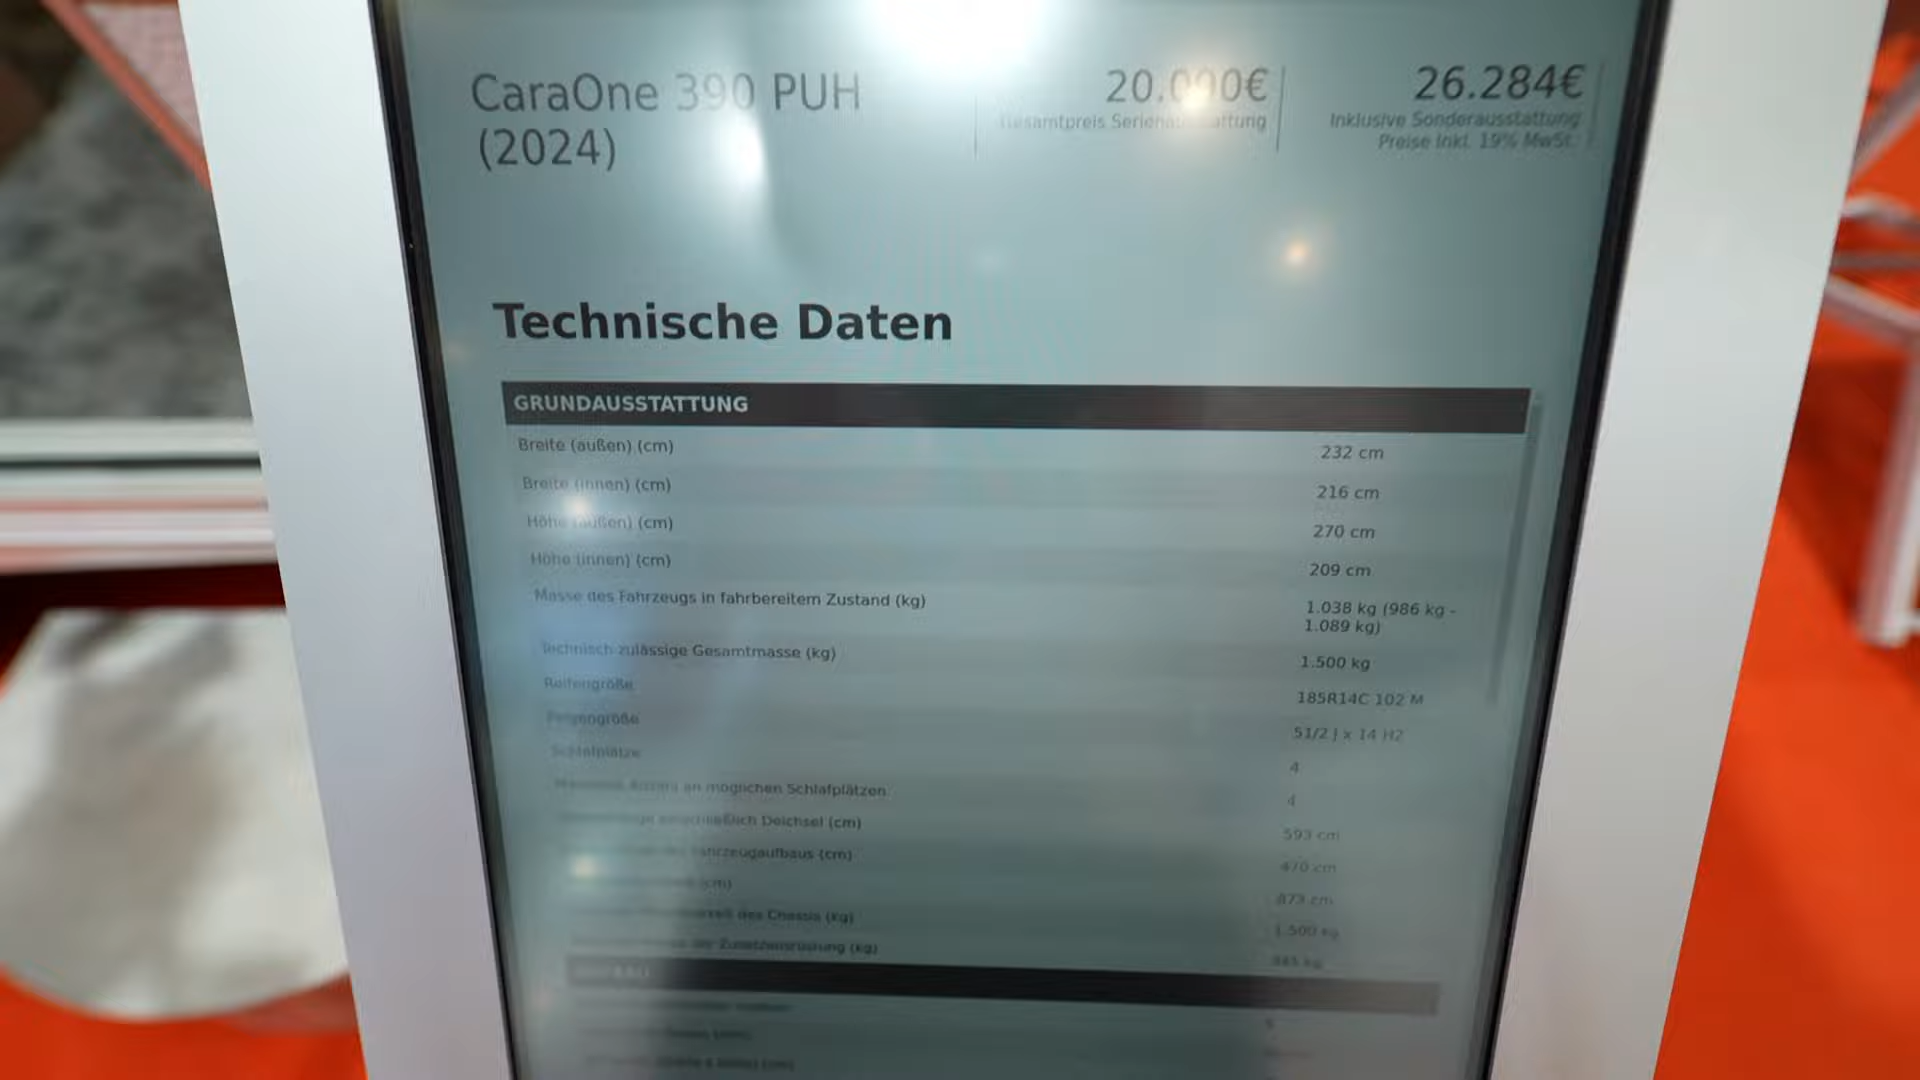 CaraOne 390 PUH
(2024)
20.000€
Gesamtpreis Serienausstattung
26.284€
Inklusive Sonderausstattung
Preise inkl. 19% MwSt.
Technische Daten
GRUNDAUSSTATTUNG
Breite (außen) (cm) 232 cm
Breite (innen) (cm) 216 cm
Höhe (außen) (cm) 270 cm
Höhe (innen) (cm) 209 cm
Masse des Fahrzeugs in fahrbereitem Zustand (kg) 1.038 kg (986 kg -
1.089 kg)
Technisch zulässige Gesamtmasse (kg) 1.500 kg
Reifengröße 185R14C 102 M
Felgengröße 51/2 J x 14 H2
Schlafplätze 4
an möglichen Schlafplätzen 4
einschließlich Deichsel (cm) 593 cm
Fahrzeugaufbaus (cm) 470 cm
(cm) 873 cm
des Chassis (kg) 1.500 kg
der Zusatzausrüstung (kg)